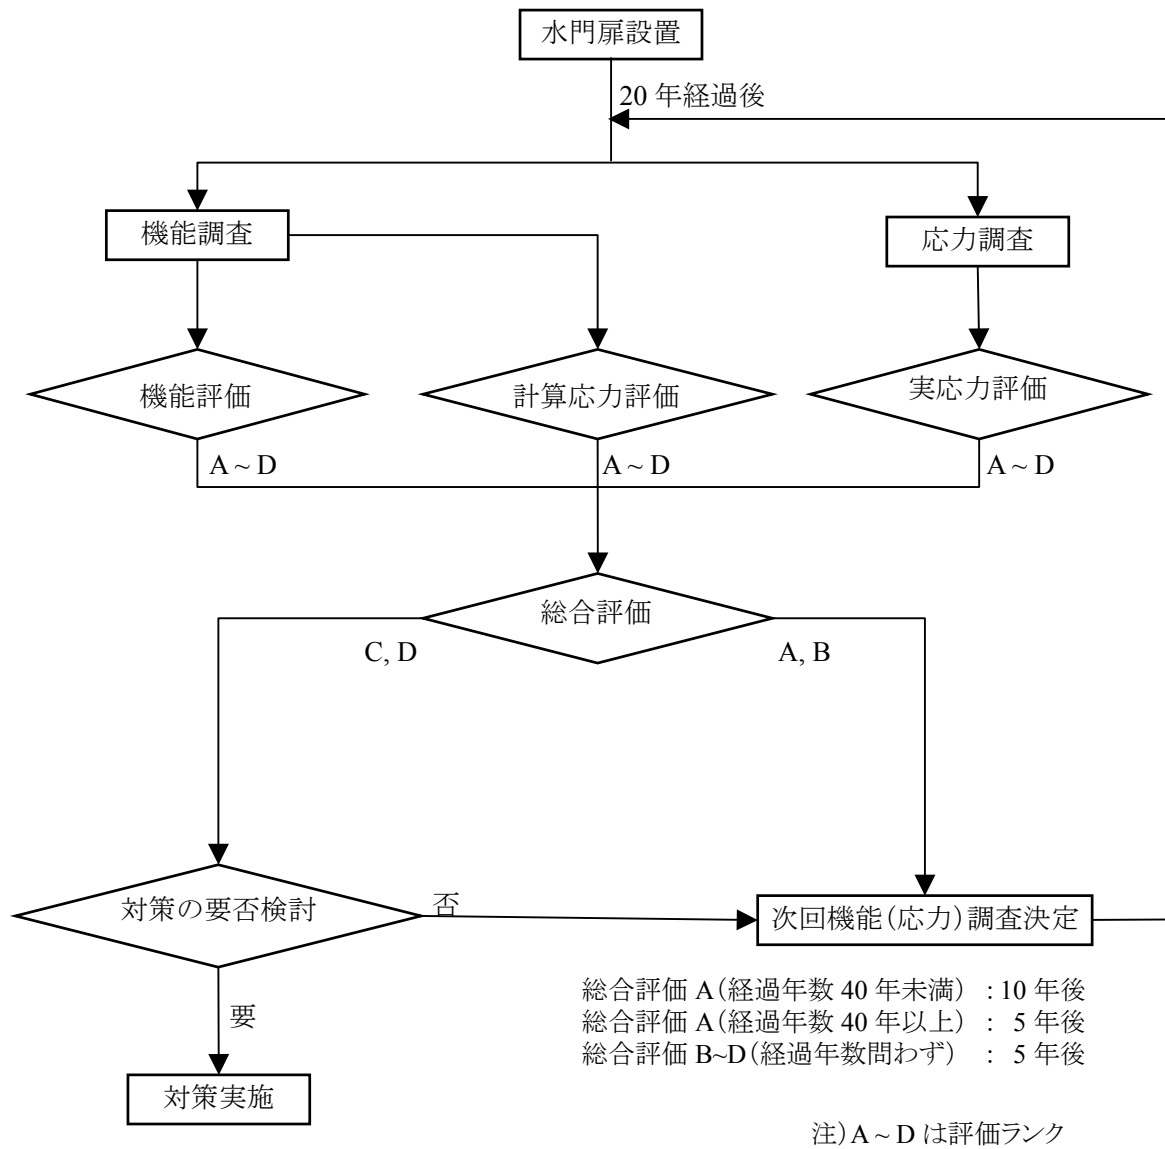 水門扉設置
20 年経過後
機能調査
応力調査
機能評価
計算応力評価
実応力評価
A ~ D
A ~ D
A ~ D
総合評価
C, D
A, B
対策の要否検討
否
次回機能（応力）調査決定
要
総合評価 A（経過年数 40 年未満） : 10 年後
総合評価 A（経過年数 40 年以上） : 5 年後
総合評価 B~D（経過年数問わず） : 5 年後
対策実施
注）A ~ D は評価ランク